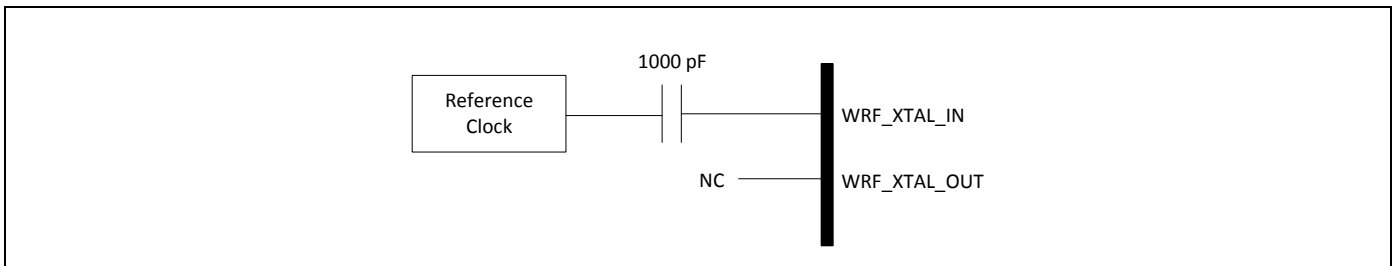 1000 pF
Reference
Clock
WRF_XTAL_IN
NC
WRF_XTAL_OUT